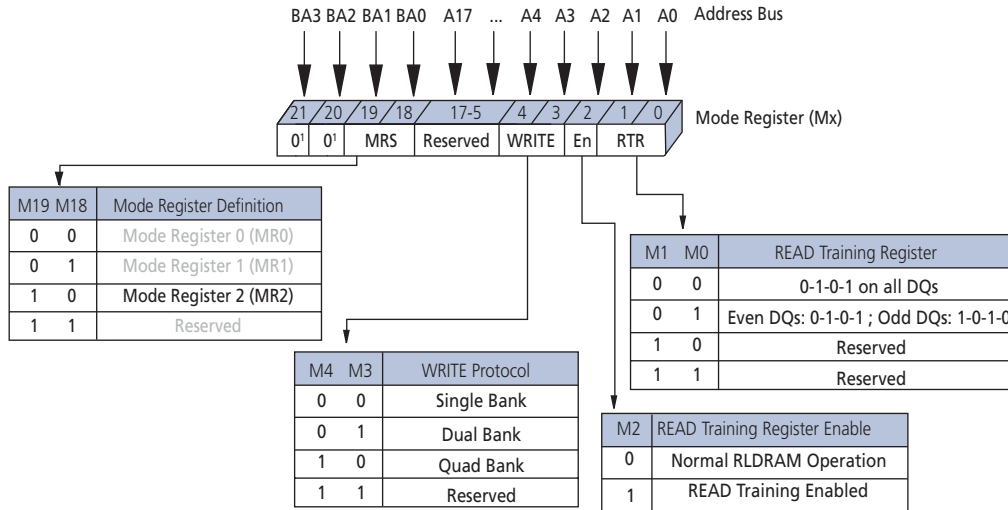 BA3 BA2 BA1 BA0 A17 ... A4 A3 A2 A1 A0 Address Bus
21 20 19 18 17-5 4 3 2 1 0 Mode Register (Mx)
0¹ 0¹ MRS Reserved WRITE En RTR
M19 M18 Mode Register Definition
0 0 Mode Register 0 (MR0)
0 1 Mode Register 1 (MR1)
1 0 Mode Register 2 (MR2)
1 1 Reserved
M1 M0 READ Training Register
0 0 0-1-0-1 on all DQs
0 1 Even DQs: 0-1-0-1 ; Odd DQs: 1-0-1-0
1 0 Reserved
1 1 Reserved
M4 M3 WRITE Protocol
0 0 Single Bank
0 1 Dual Bank
1 0 Quad Bank
1 1 Reserved
M2 READ Training Register Enable
0 Normal RLDRAM Operation
1 READ Training Enabled